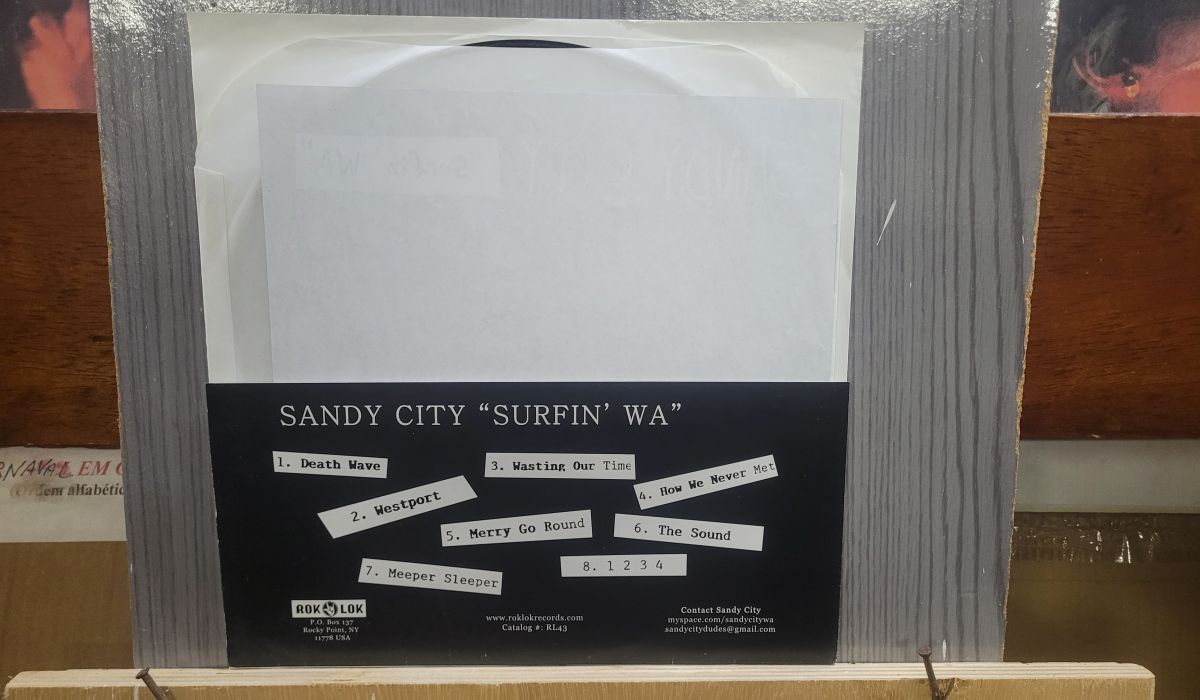 SANDY CITY “SURFIN’ WA”
1. Death Wave
3. Wasting Our Time
4. How We Never Met
2. Westport
5. Merry Go Round
6. The Sound
7. Meeper Sleeper
8. 1 2 3 4
ROK LOK
P.O. Box 137
Rocky Point, NY
11778 USA
www.roklokrecords.com
Catalog #: RL43
Contact Sandy City
myspace.com/sandycitywa
sandycitydudes@gmail.com
RNAVAL EM
Ordem alfabétic